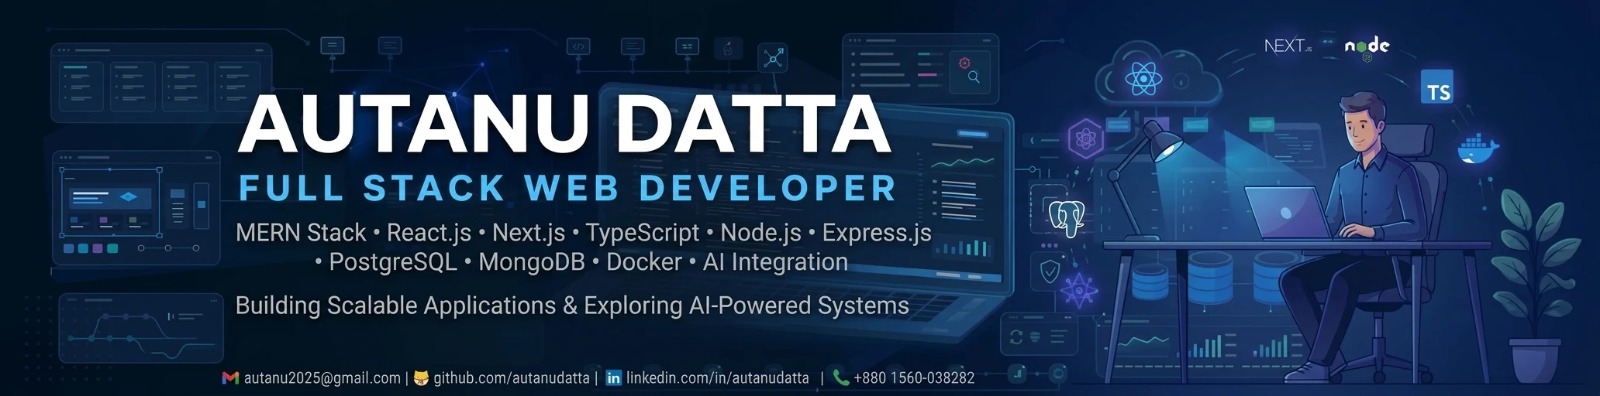 AUTANU DATTA
FULL STACK WEB DEVELOPER
MERN Stack • React.js • Next.js • TypeScript • Node.js • Express.js
• PostgreSQL • MongoDB • Docker • AI Integration
Building Scalable Applications & Exploring AI-Powered Systems
autanu2025@gmail.com | github.com/autanudatta | linkedin.com/in/autanudatta | +880 1560-038282
NEXT.JS
node
TS